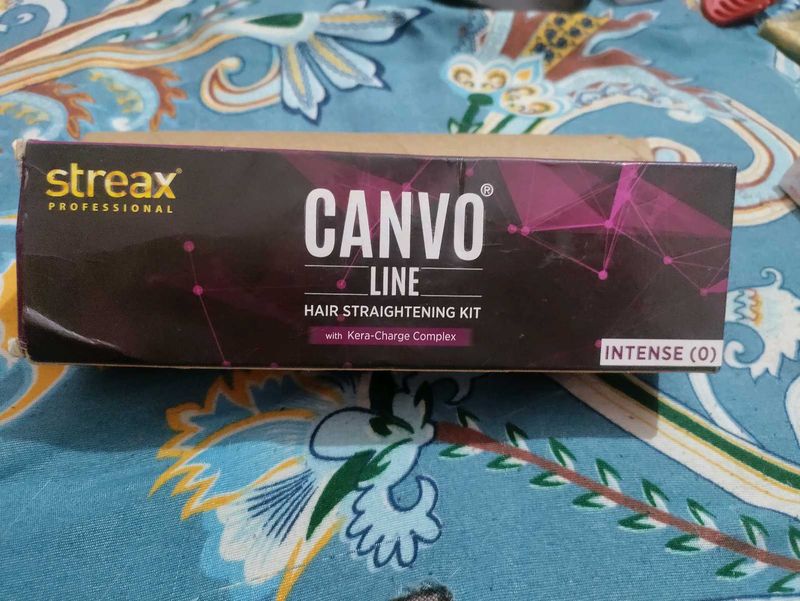 streax®
PROFESSIONAL
CANVO®
LINE
HAIR STRAIGHTENING KIT
with Kera-Charge Complex
INTENSE (0)